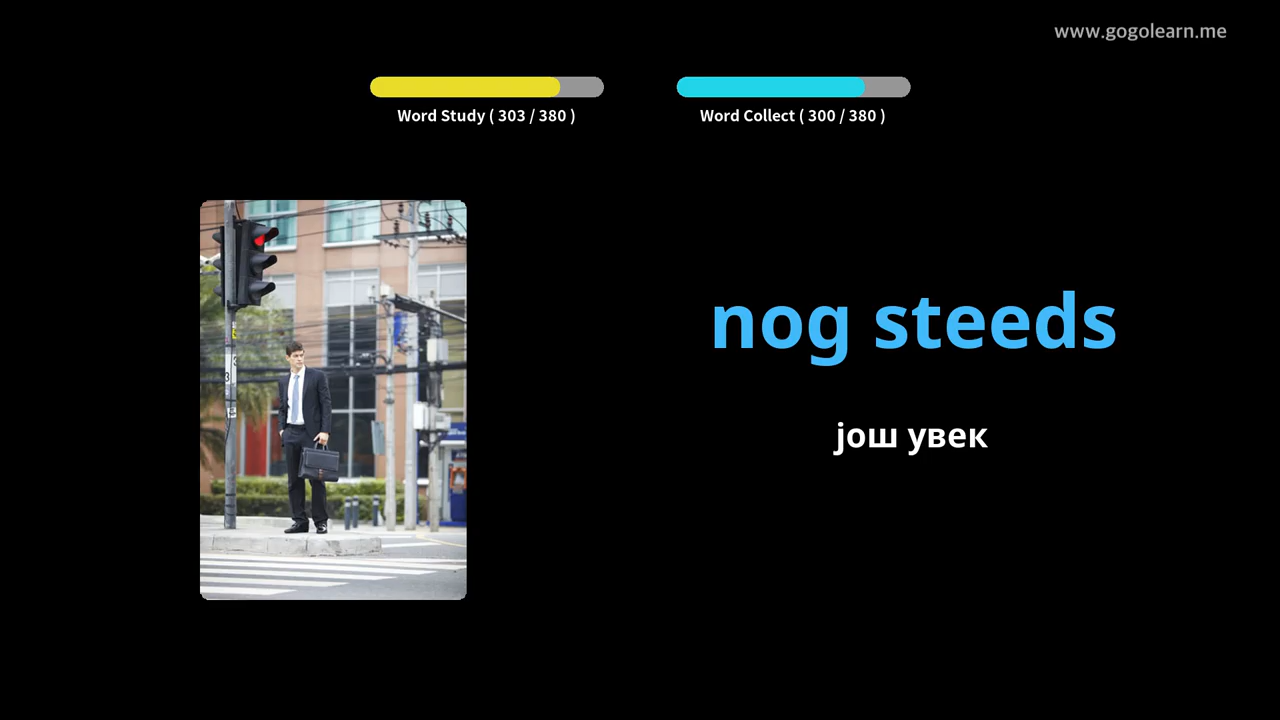 www.gogolearn.me
Word Study ( 303 / 380 )
Word Collect ( 300 / 380 )
nog steeds
још увек